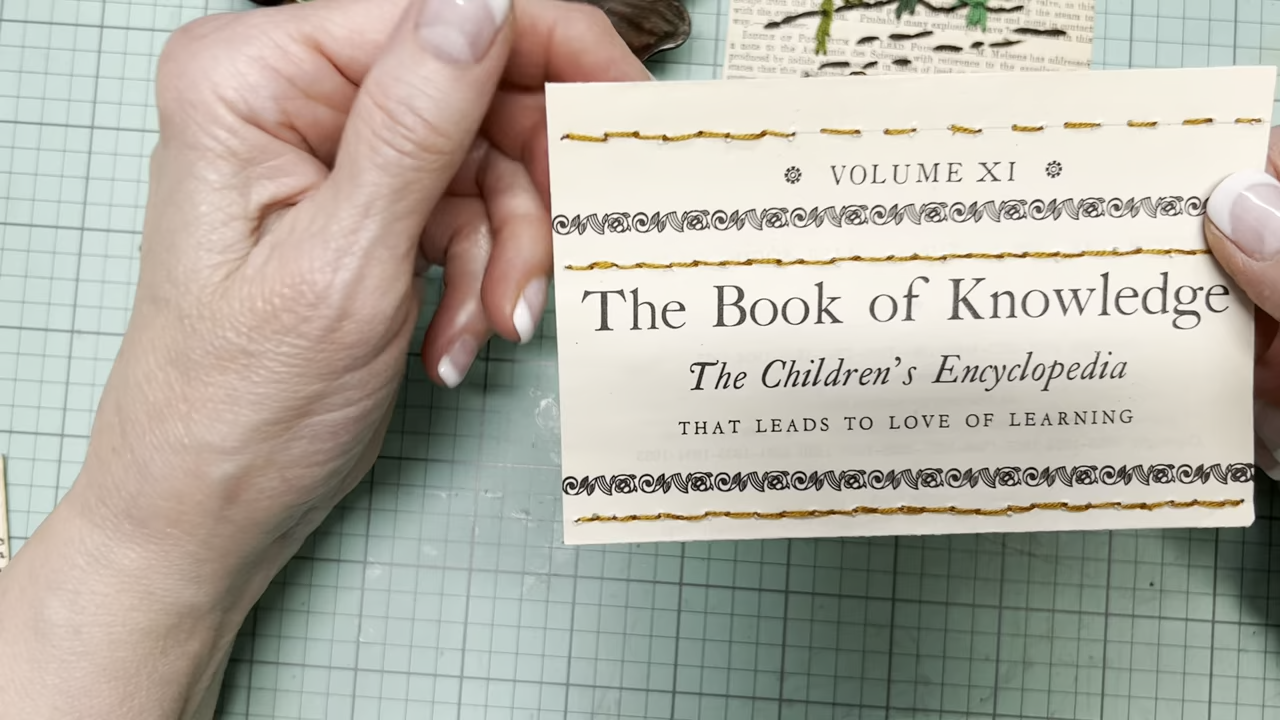 VOLUME XI
The Book of Knowledge
The Children's Encyclopedia
THAT LEADS TO LOVE OF LEARNING